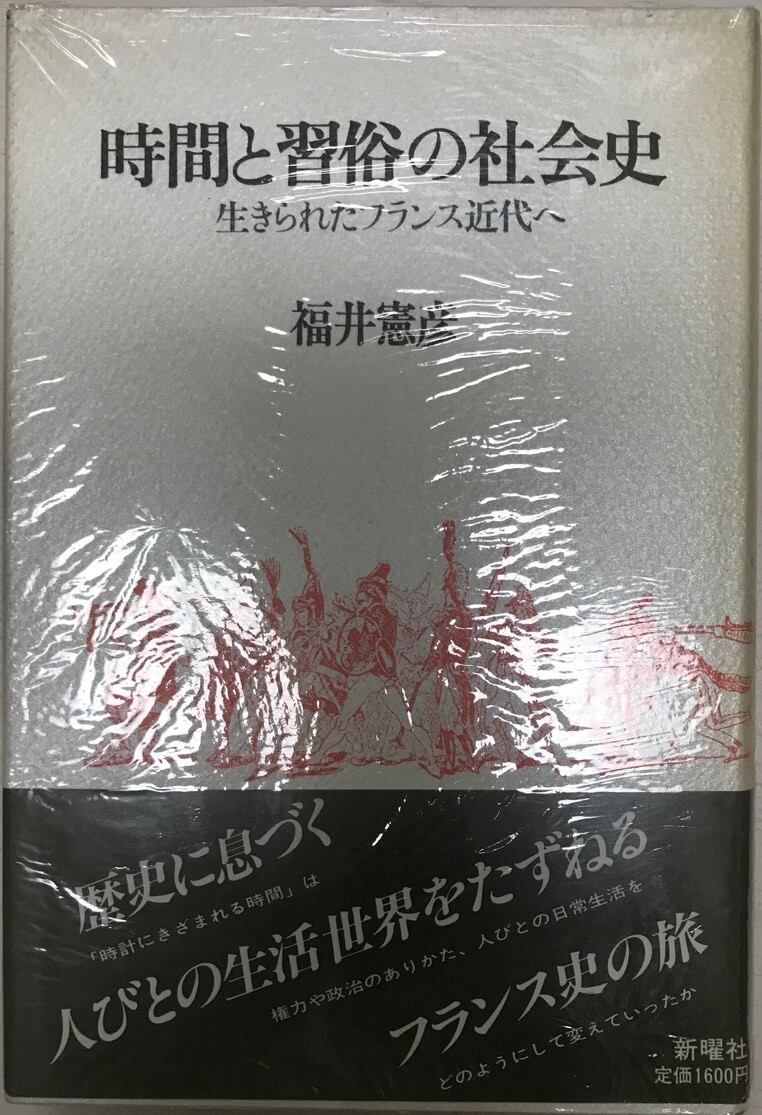 時間と習俗の社会史
生きられたフランス近代へ
福井憲彦
歴史に息づく
人びとの生活世界をたずねる
フランス史の旅
「時計にきざまれる時間」は
権力や政治のありかた、人びとの日常生活を
どのようにして変えていったか
新曜社
定価1600円